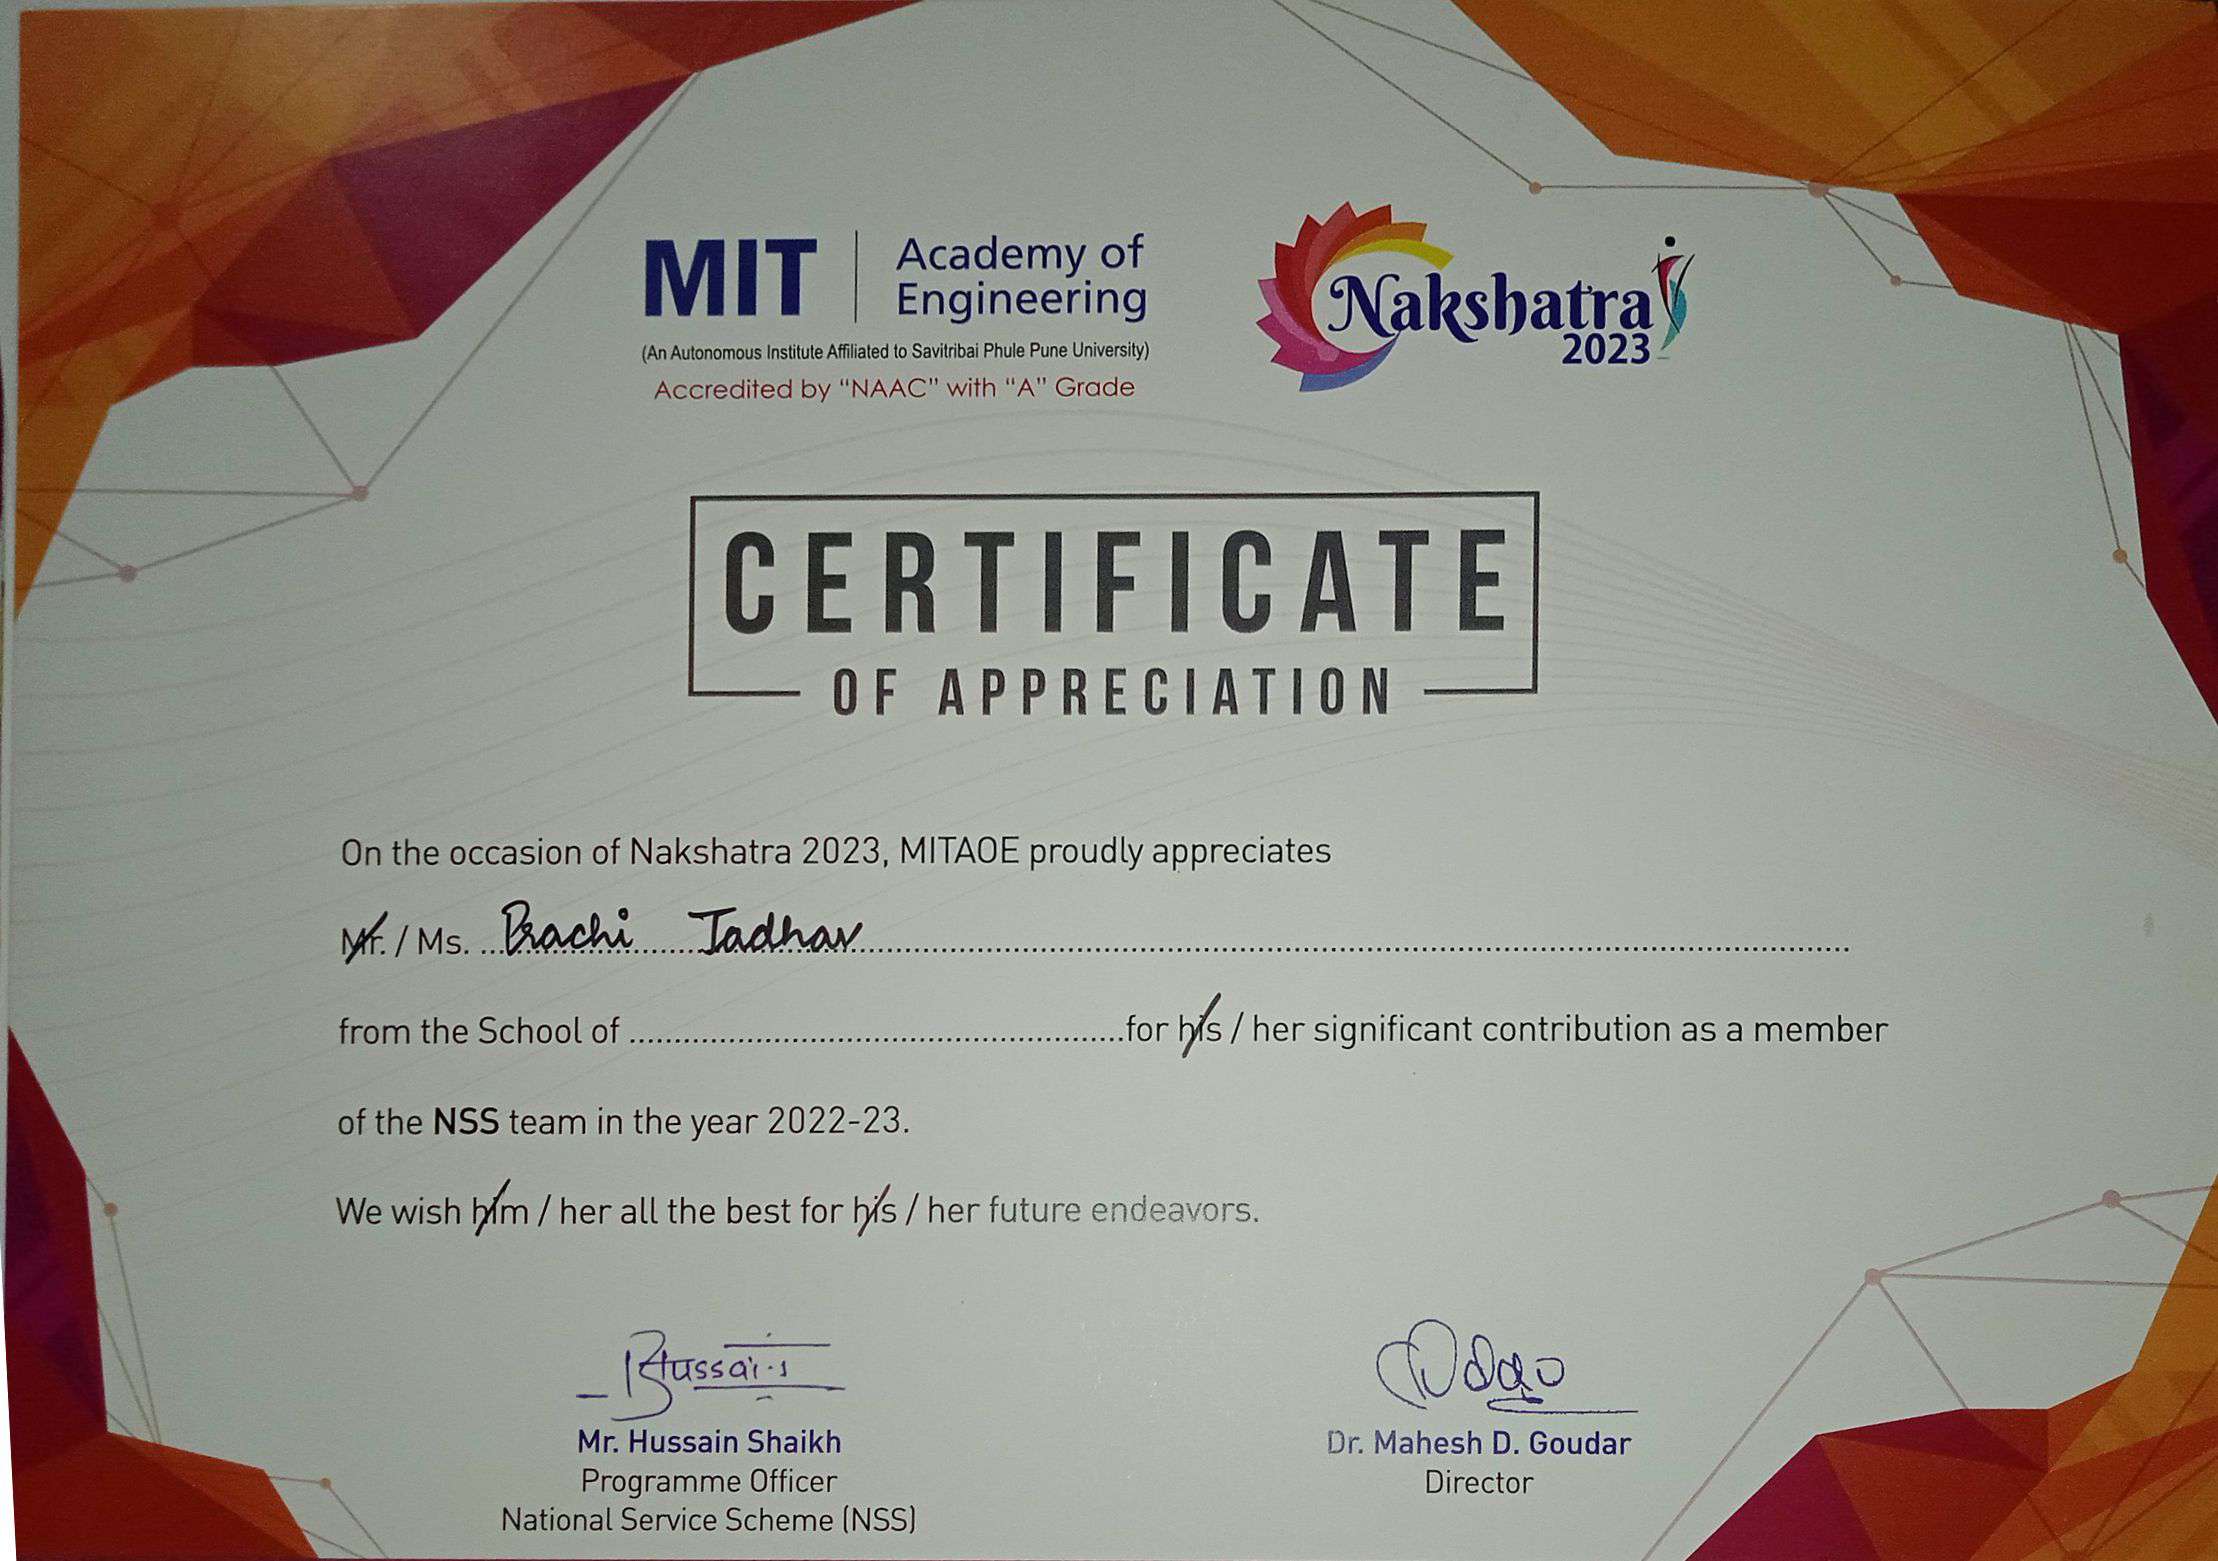 MIT Academy of Engineering
(An Autonomous Institute Affiliated to Savitribai Phule Pune University)
Accredited by “NAAC” with “A” Grade
Nakshatra 2023
CERTIFICATE
OF APPRECIATION
On the occasion of Nakshatra 2023, MITAOE proudly appreciates
Mr. / Ms. Prachi Jadhav
from the School of ........................................................for his / her significant contribution as a member
of the NSS team in the year 2022-23.
We wish him / her all the best for his / her future endeavors.
Hussain
Mr. Hussain Shaikh
Programme Officer
National Service Scheme (NSS)
Dr. Mahesh D. Goudar
Director